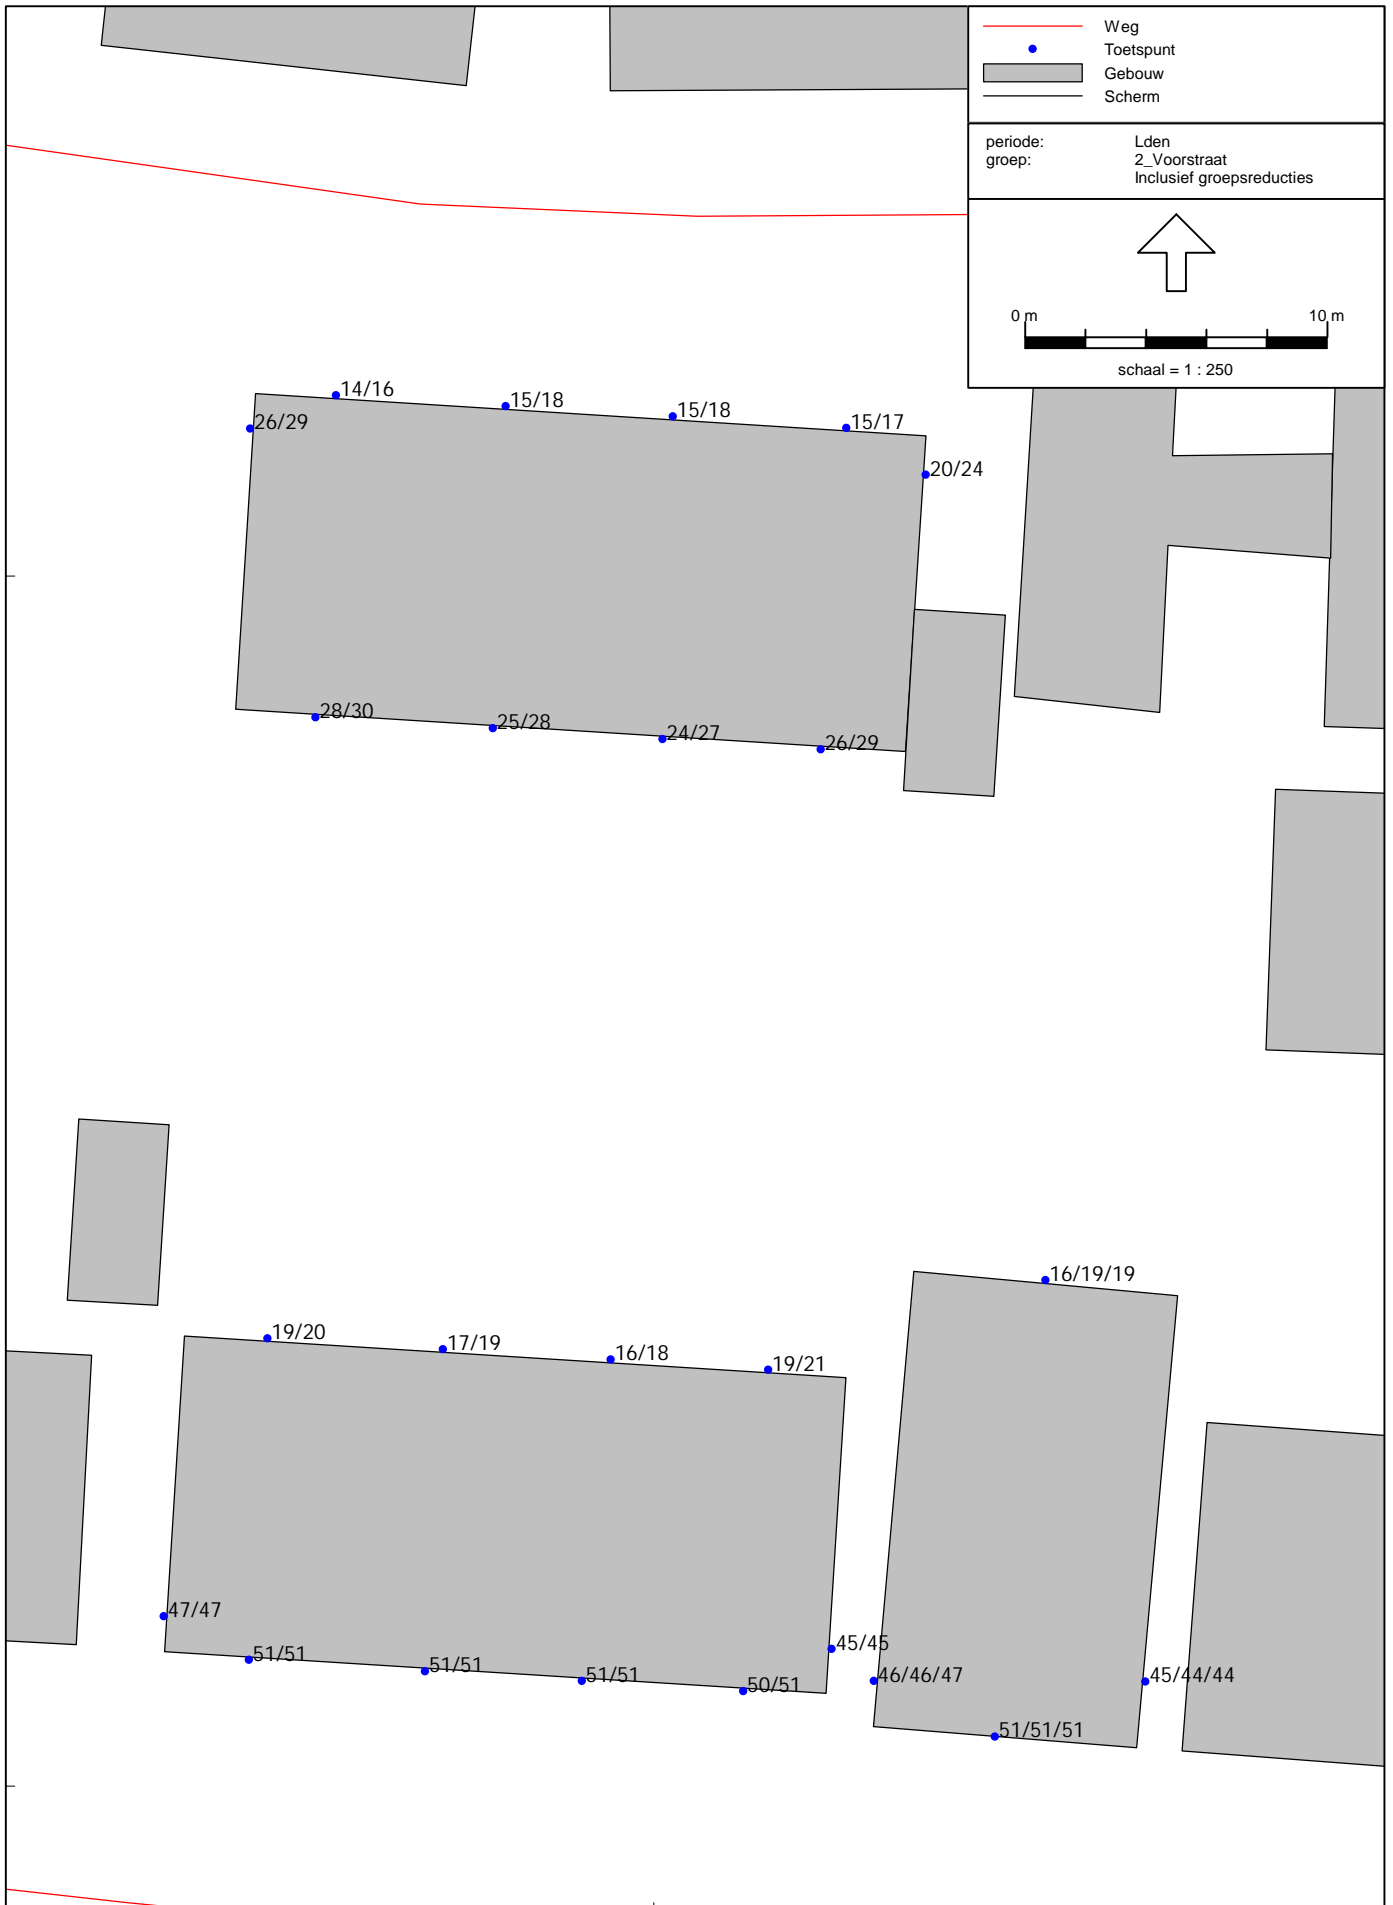 Weg
Toetspunt
Gebouw
Scherm
periode: Lden
groep: 2_Voorstraat
Inclusief groepsreducties
0 m 10 m
schaal = 1 : 250
14/16
15/18
15/18
15/17
26/29
20/24
28/30
25/28
24/27
26/29
16/19/19
19/20
17/19
16/18
19/21
47/47
45/45
51/51
51/51
51/51
50/51
46/46/47
45/44/44
51/51/51